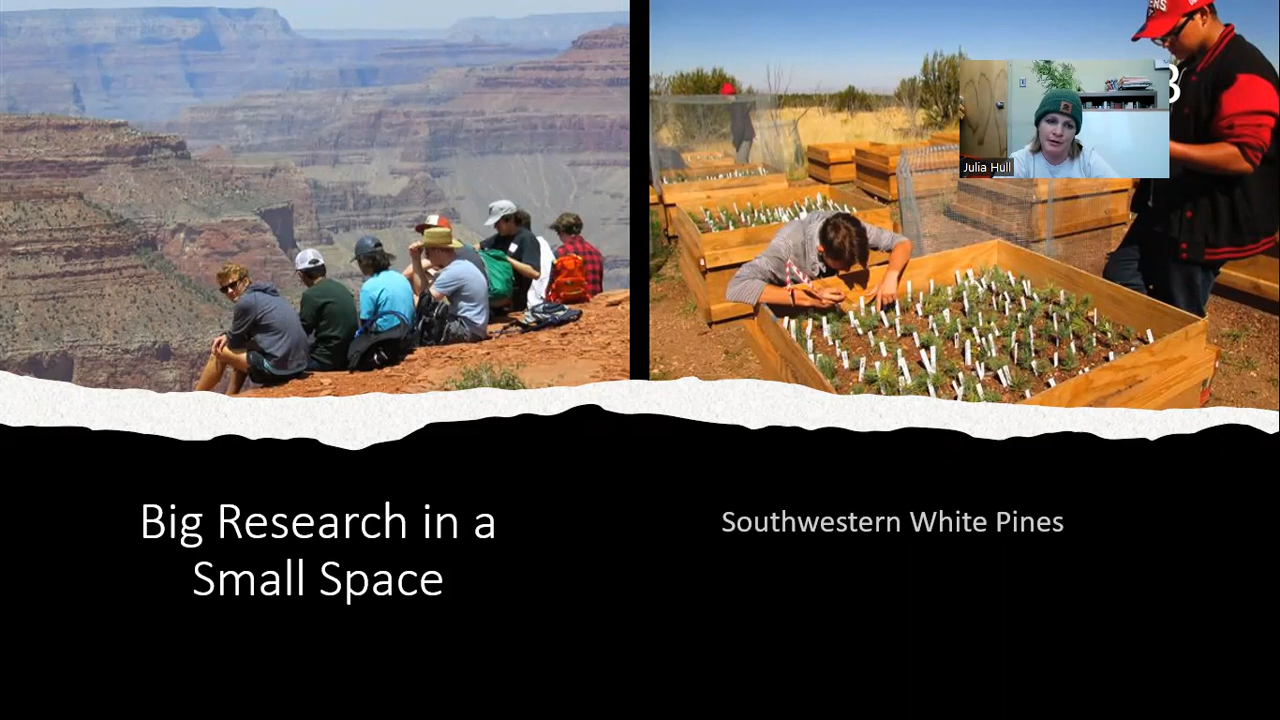 Julia Hull
Big Research in a
Small Space
Southwestern White Pines